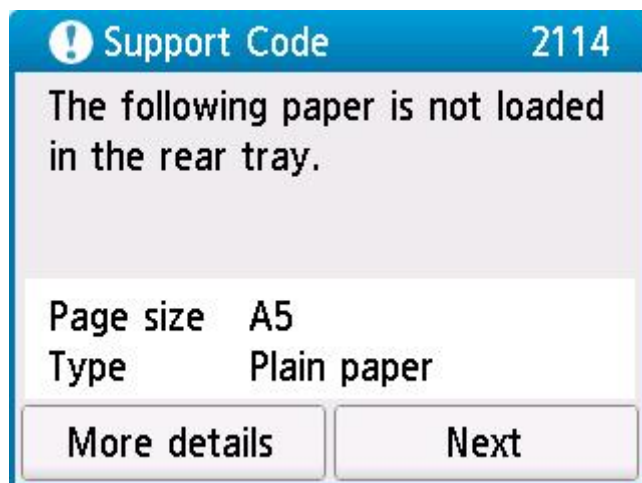 Support Code 2114
The following paper is not loaded
in the rear tray.
Page size A5
Type Plain paper
More details Next